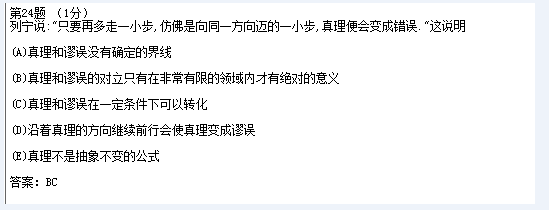 第24题 （1分）
列宁说:“只要再多走一小步,仿佛是向同一方向迈的一小步,真理便会变成错误.“这说明
(A)真理和谬误没有确定的界线
(B)真理和谬误的对立只有在非常有限的领域内才有绝对的意义
(C)真理和谬误在一定条件下可以转化
(D)沿着真理的方向继续前行会使真理变成谬误
(E)真理不是抽象不变的公式
答案：BC